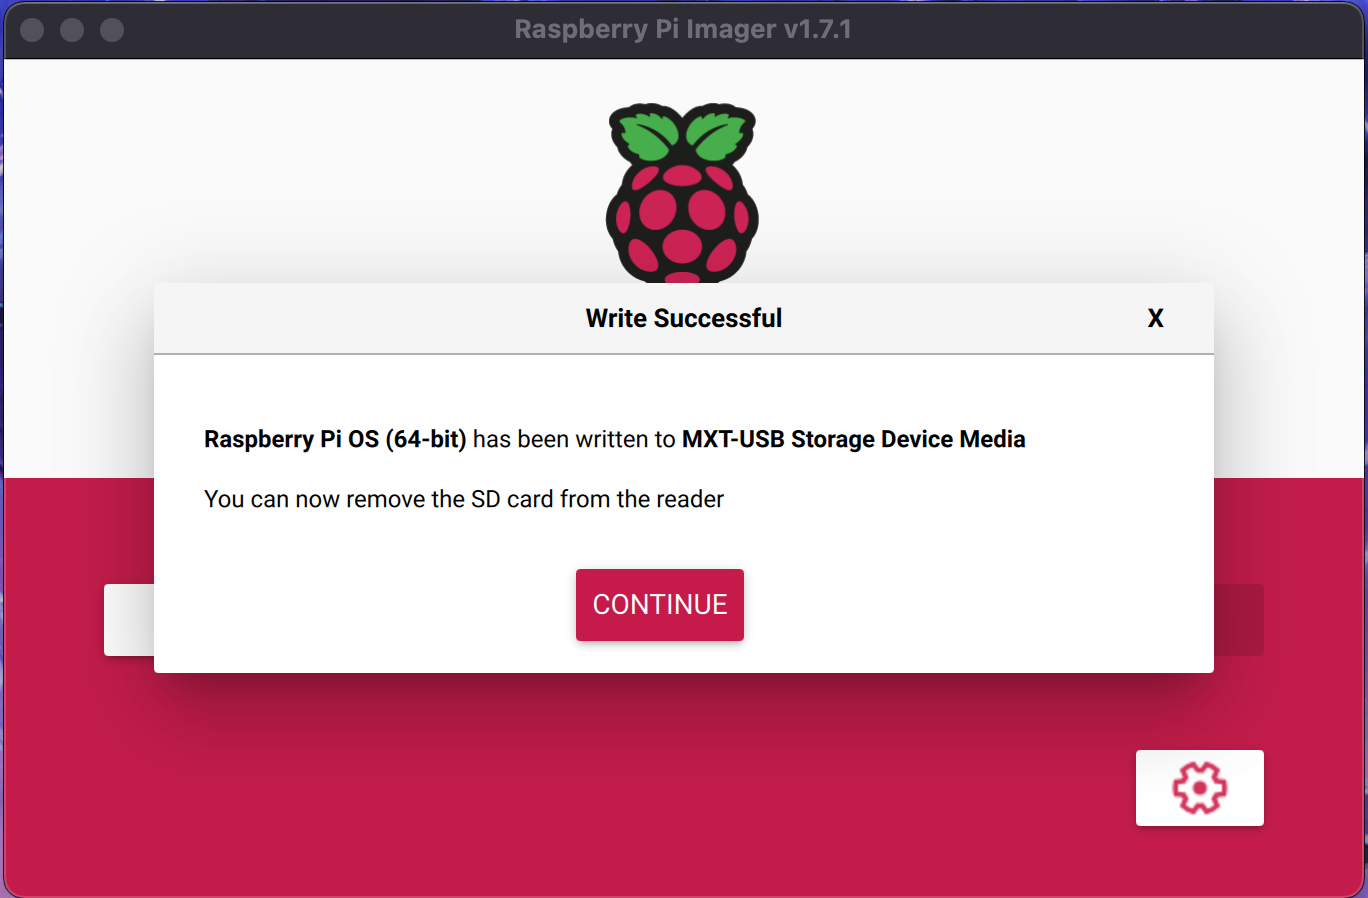 Raspberry Pi Imager v1.7.1
Write Successful
X
Raspberry Pi OS (64-bit) has been written to MXT-USB Storage Device Media
You can now remove the SD card from the reader
CONTINUE